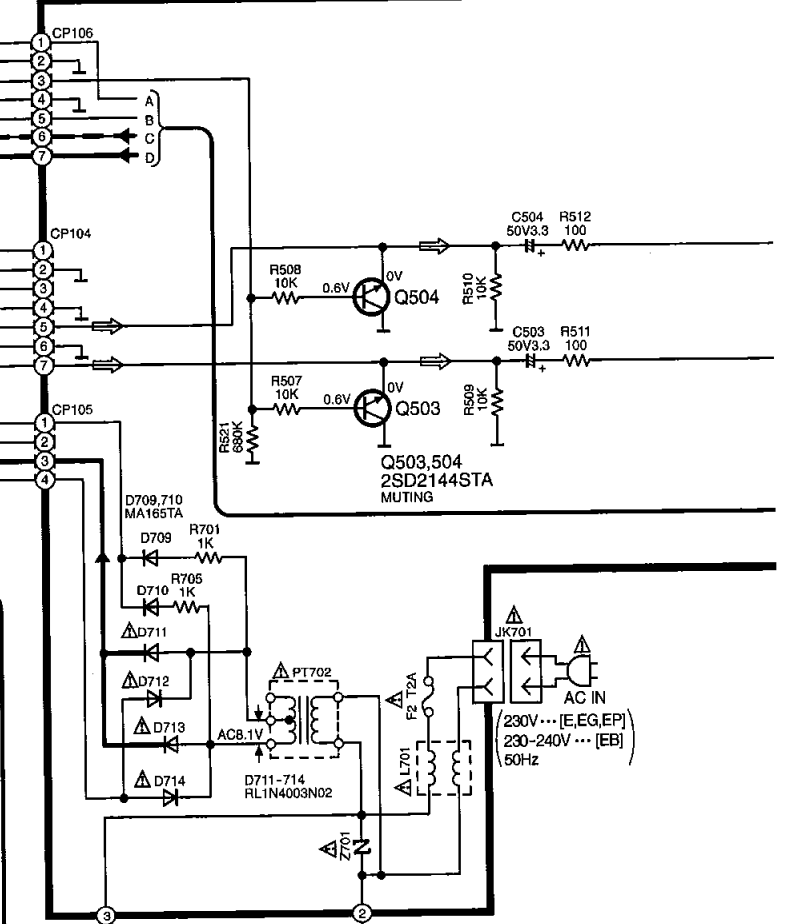 CP106
1
2
3
4
5
6
7
A
B
C
D
CP104
1
2
3
4
5
6
7
R508
10K
0.6V
0V
Q504
C504
50V3.3
+
R512
100
R510
10K
R507
10K
0.6V
0V
Q503
C503
50V3.3
+
R511
100
R509
10K
R521
680K
Q503,504
2SD2144STA
MUTING
CP105
1
2
3
4
D709,710
MA165TA
D709
R701
1K
D710
R705
1K
D711
D712
D713
D714
AC8.1V
PT702
D711-714
RL1N4003N02
F2 T2A
L701
Z701
JK701
AC IN
230V ··· [E,EG,EP]
230-240V ··· [EB]
50Hz
3
2